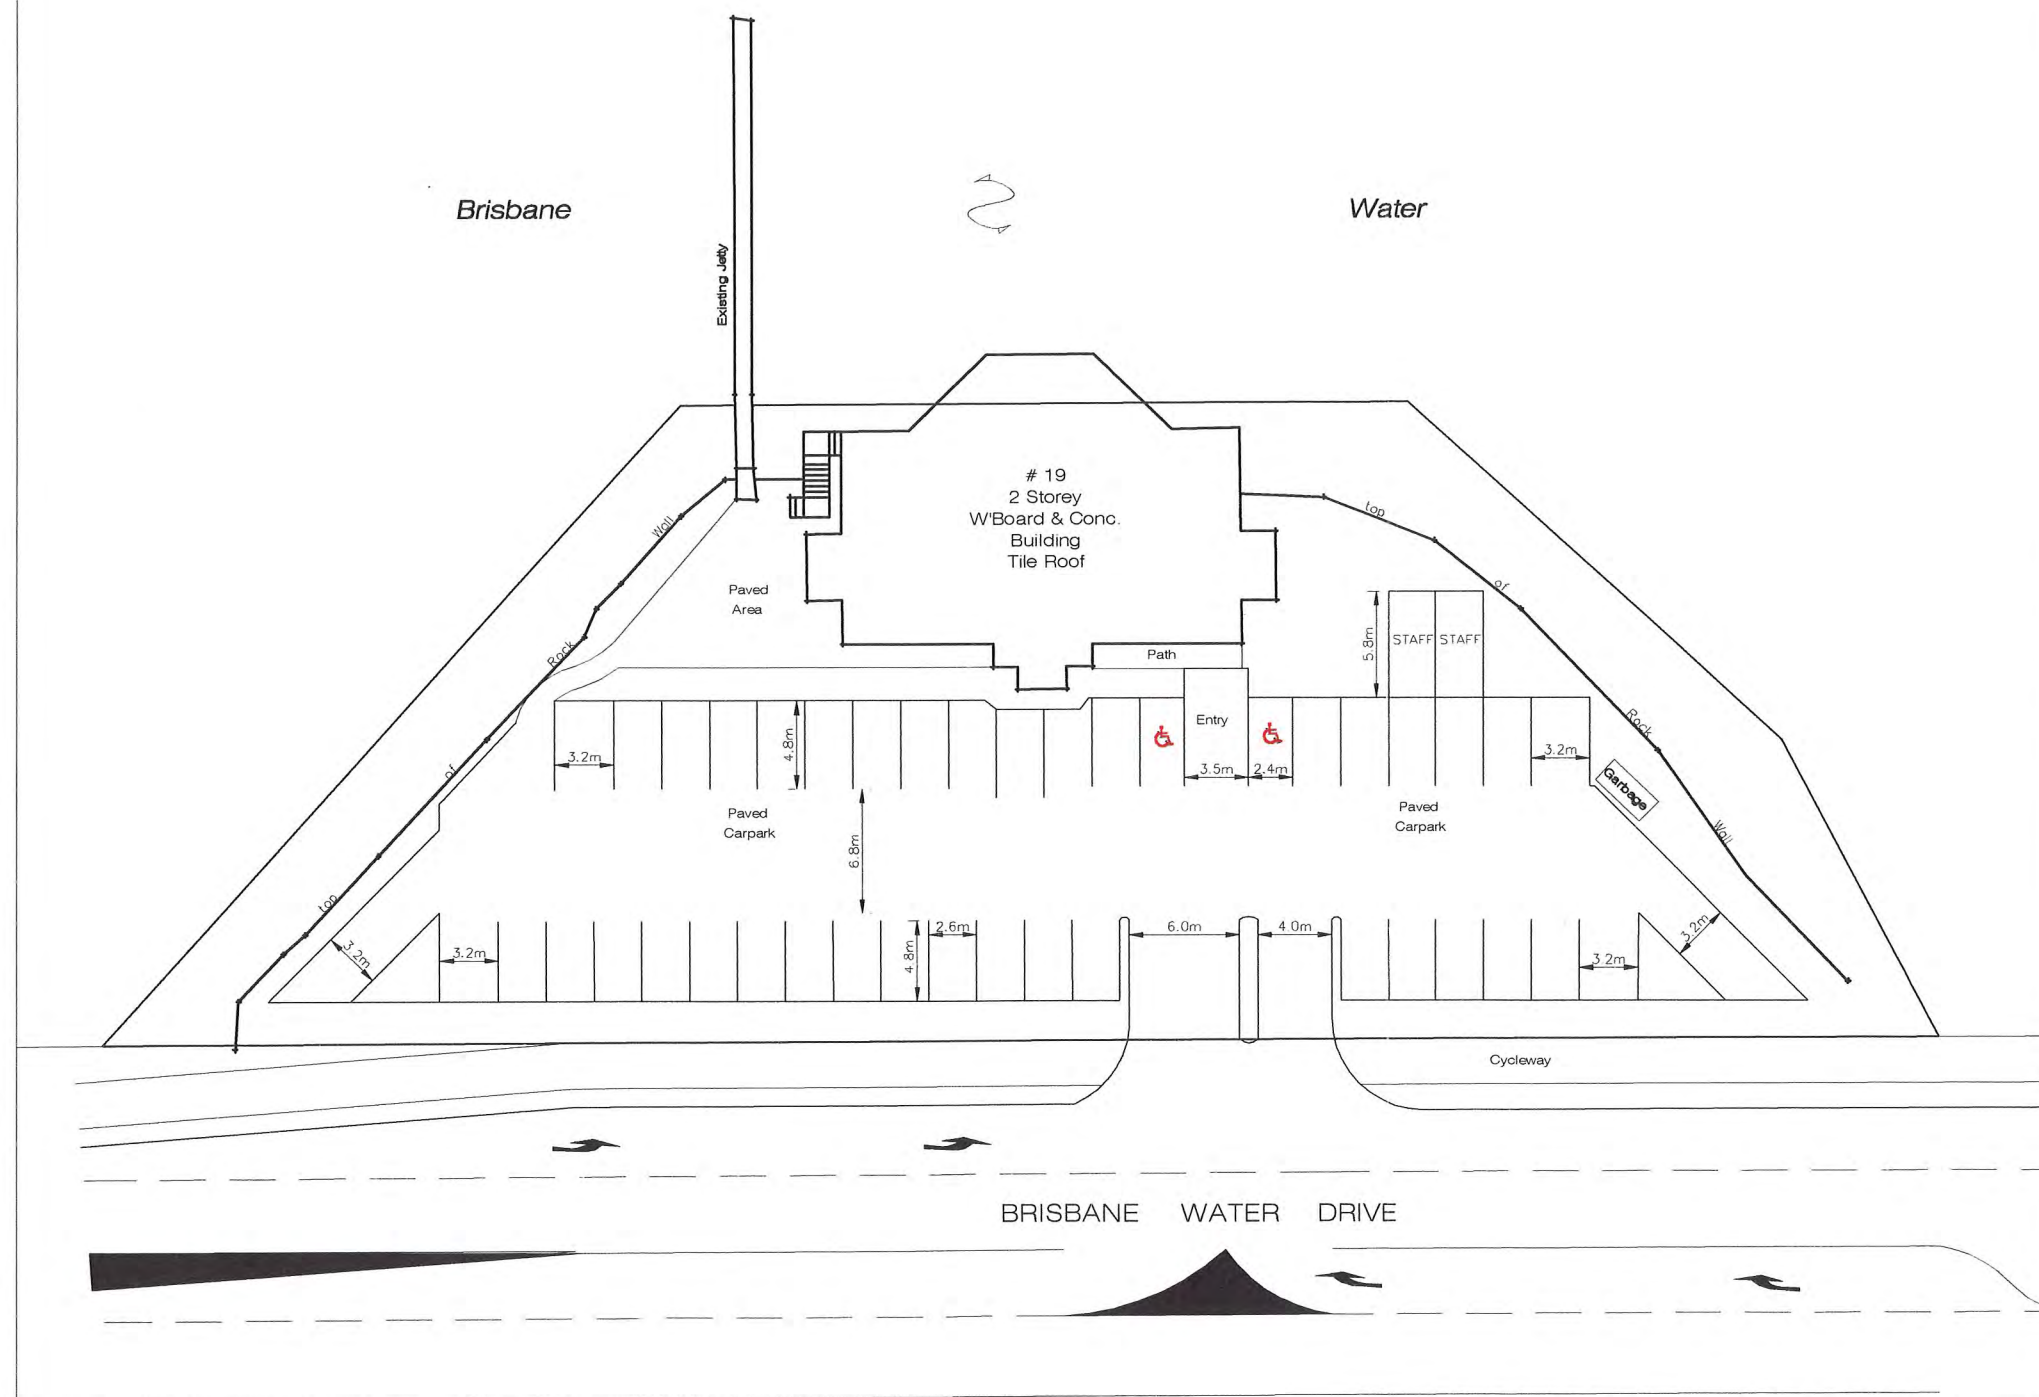 Brisbane
Water
Existing Jetty
# 19
2 Storey
W'Board & Conc.
Building
Tile Roof
Wall
top
Paved
Area
of
5.8m
STAFF
STAFF
Rock
Path
Rock
Entry
3.2m
4.8m
3.5m
2.4m
3.2m
Garbage
of
Paved
Carpark
Paved
Carpark
6.8m
Wall
top
3.2m
3.2m
4.8m
2.6m
6.0m
4.0m
3.2m
3.2m
Cycleway
BRISBANE WATER DRIVE